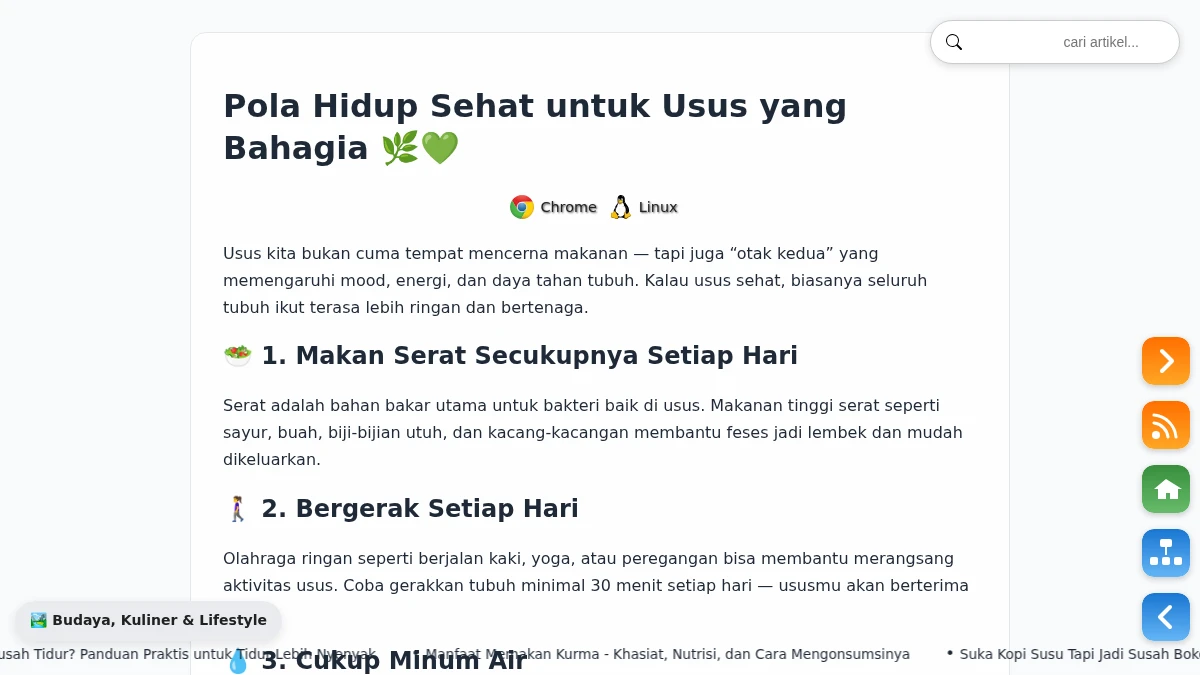 cari artikel...
Pola Hidup Sehat untuk Usus yang
Bahagia 🌿💚
Chrome Linux
Usus kita bukan cuma tempat mencerna makanan — tapi juga “otak kedua” yang
memengaruhi mood, energi, dan daya tahan tubuh. Kalau usus sehat, biasanya seluruh
tubuh ikut terasa lebih ringan dan bertenaga.
🥗 1. Makan Serat Secukupnya Setiap Hari
Serat adalah bahan bakar utama untuk bakteri baik di usus. Makanan tinggi serat seperti
sayur, buah, biji-bijian utuh, dan kacang-kacangan membantu feses jadi lembek dan mudah
dikeluarkan.
🚶‍♀️ 2. Bergerak Setiap Hari
Olahraga ringan seperti berjalan kaki, yoga, atau peregangan bisa membantu merangsang
aktivitas usus. Coba gerakkan tubuh minimal 30 menit setiap hari — ususmu akan berterima
🏞️ Budaya, Kuliner & Lifestyle
💧 3. Cukup Minum Air
usah Tidur? Panduan Praktis untuk Tidur Lebih Nyenyak • Manfaat Memakan Kurma - Khasiat, Nutrisi, dan Cara Mengonsumsinya • Suka Kopi Susu Tapi Jadi Susah